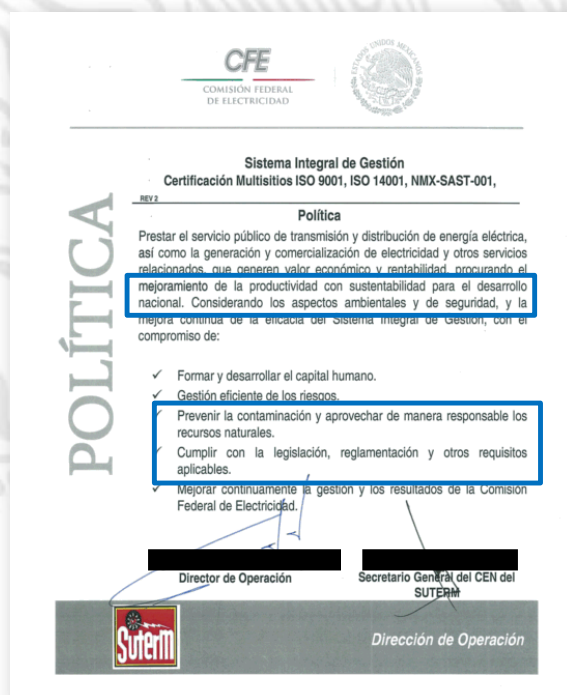 CFE
COMISIÓN FEDERAL
DE ELECTRICIDAD
ESTADOS UNIDOS MEXICANOS
Sistema Integral de Gestión
Certificación Multisitios ISO 9001, ISO 14001, NMX-SAST-001,
REV 2
POLÍTICA
Política
Prestar el servicio público de transmisión y distribución de energía eléctrica,
así como la generación y comercialización de electricidad y otros servicios
relacionados, que generen valor económico y rentabilidad, procurando el
mejoramiento de la productividad con sustentabilidad para el desarrollo
nacional. Considerando los aspectos ambientales y de seguridad, y la
mejora continua de la eficacia del Sistema Integral de Gestión, con el
compromiso de:
✓ Formar y desarrollar el capital humano.
✓ Gestión eficiente de los riesgos.
✓ Prevenir la contaminación y aprovechar de manera responsable los
recursos naturales.
✓ Cumplir con la legislación, reglamentación y otros requisitos
aplicables.
✓ Mejorar continuamente la gestión y los resultados de la Comisión
Federal de Electricidad.
Director de Operación
Secretario General del CEN del
SUTERM
Suterm
Dirección de Operación